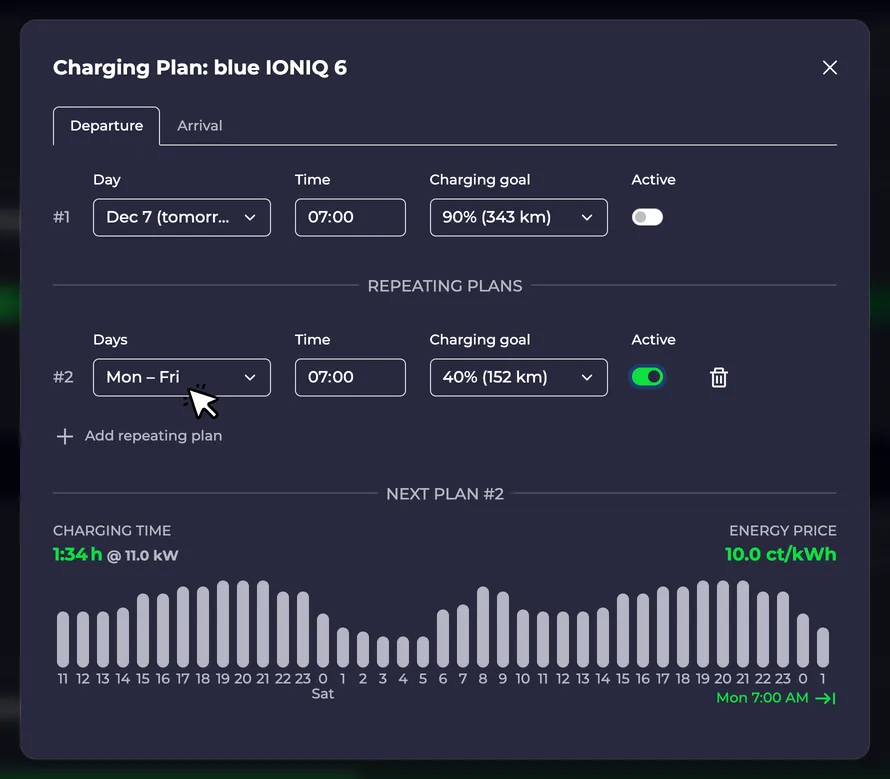 Charging Plan: blue IONIQ 6
Departure Arrival
Day Time Charging goal Active
#1 Dec 7 (tomorr... 07:00 90% (343 km)
REPEATING PLANS
Days Time Charging goal Active
#2 Mon – Fri 07:00 40% (152 km)
Add repeating plan
NEXT PLAN #2
CHARGING TIME ENERGY PRICE
1:34 h @ 11.0 kW 10.0 ct/kWh
11 12 13 14 15 16 17 18 19 20 21 22 23 0 1 2 3 4 5 6 7 8 9 10 11 12 13 14 15 16 17 18 19 20 21 22 23 0 1
Sat
Mon 7:00 AM